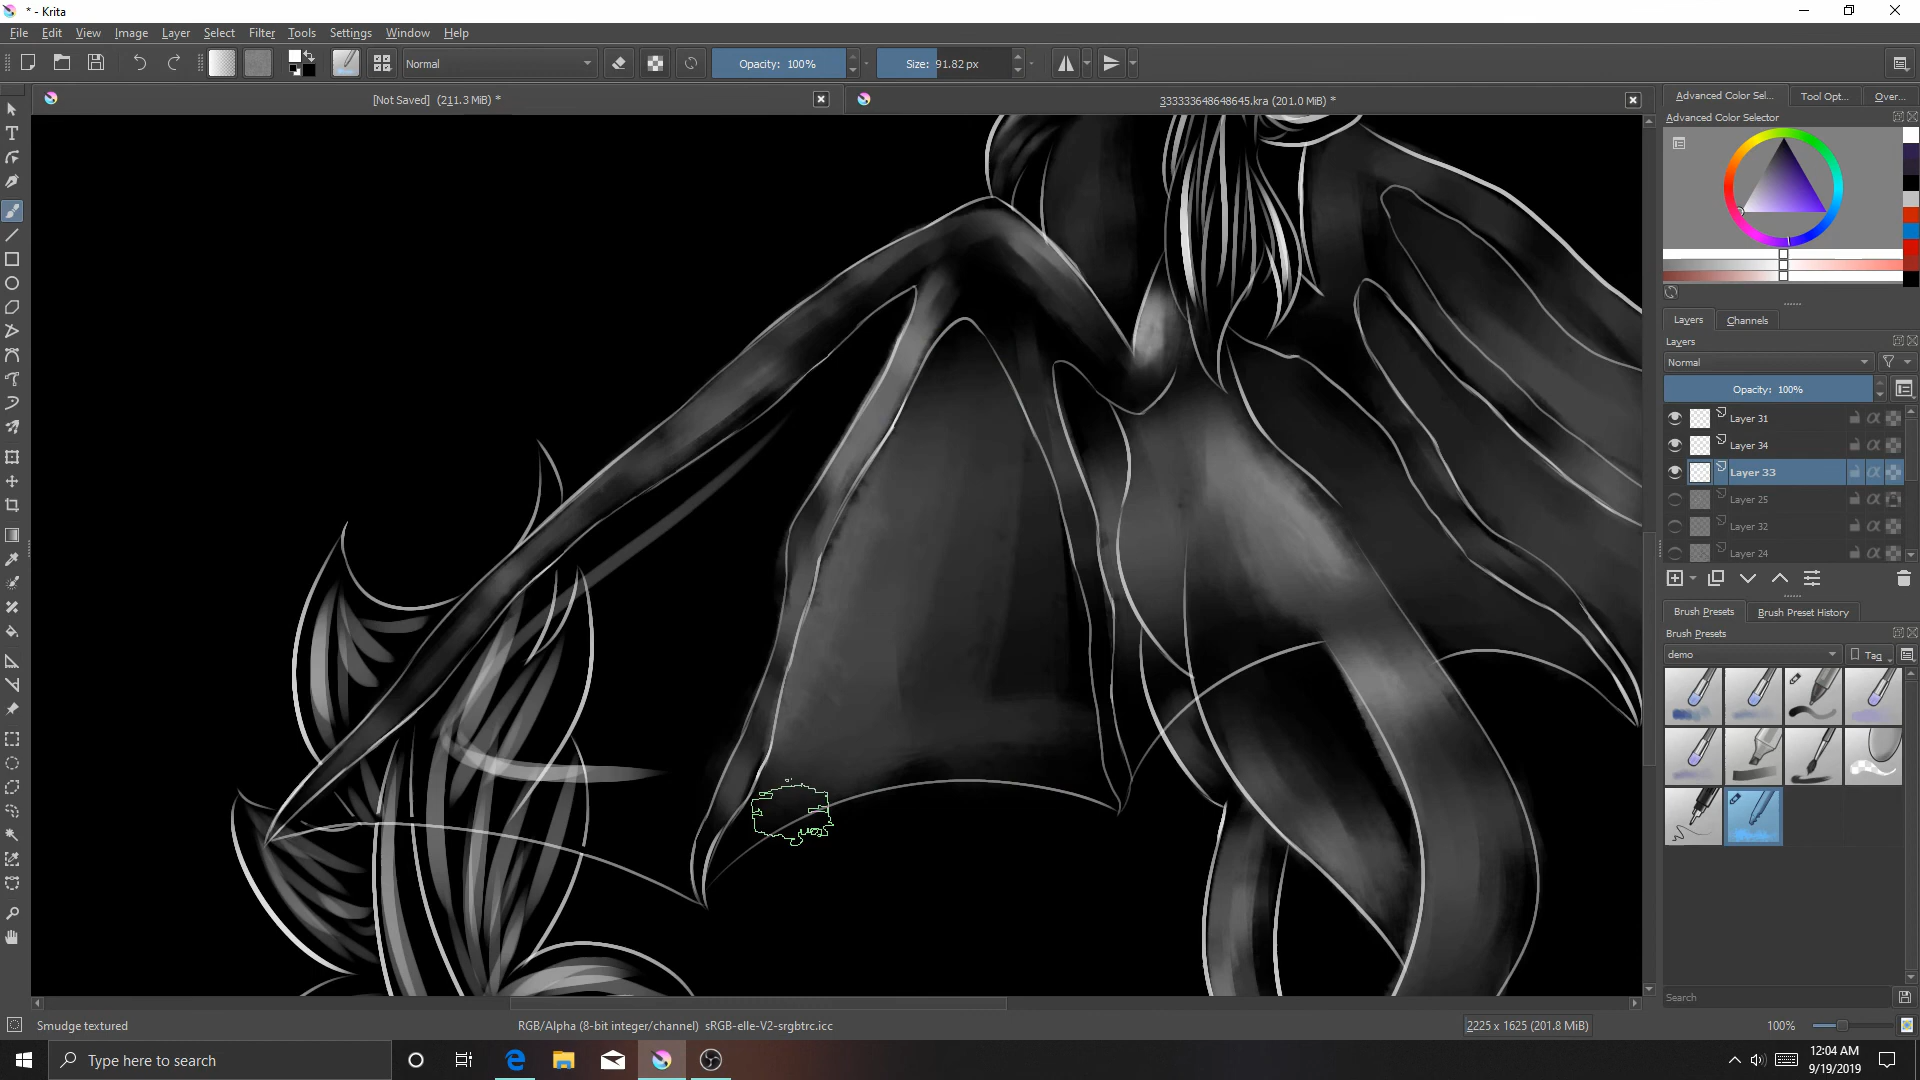 * - Krita
File Edit View Image Layer Select Filter Tools Settings Window Help
Normal Opacity: 100% Size: 91.82 px
[Not Saved] (211.3 MiB) * 333333648648645.kra (201.0 MiB) *
Advanced Color Sel... Tool Opt... Over...
Advanced Color Selector
Layers Channels
Layers
Normal
Opacity: 100%
Layer 31
Layer 34
Layer 33
Layer 25
Layer 32
Layer 24
Brush Presets Brush Preset History
Brush Presets
demo Tag
Search
Smudge textured RGB/Alpha (8-bit integer/channel) sRGB-elle-V2-srgbtrc.icc 2225 x 1625 (201.8 MiB) 100%
Type here to search
12:04 AM
9/19/2019